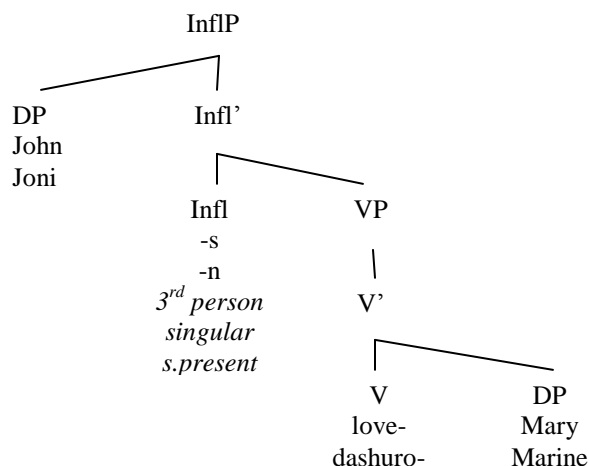 InflP
DP Infl’
John
Joni
Infl VP
-s
-n
3rd person V’
singular
s.present
V DP
love- Mary
dashuro- Marine